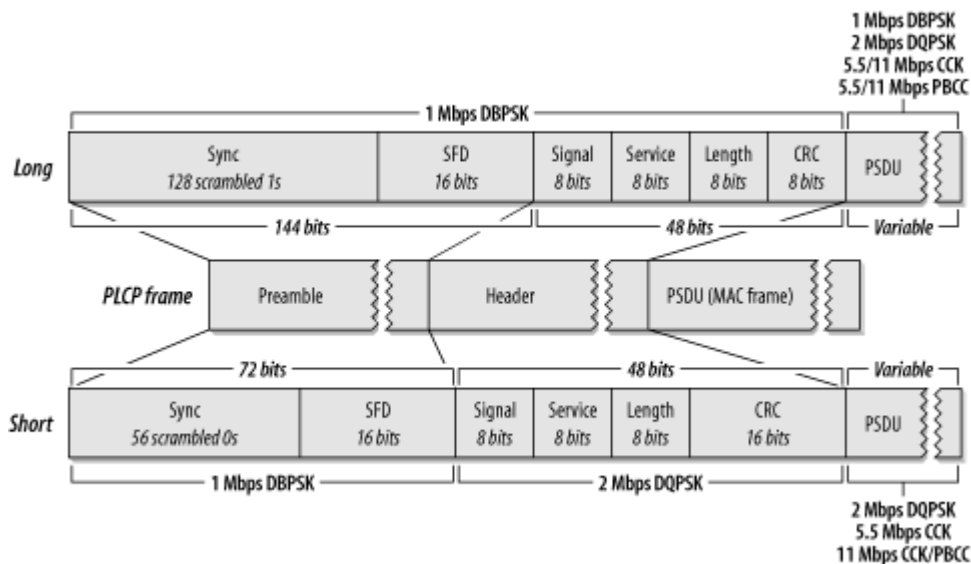 1 Mbps DBPSK
2 Mbps DQPSK
5.5/11 Mbps CCK
5.5/11 Mbps PBCC
1 Mbps DBPSK
Long
Sync
128 scrambled 1s
SFD
16 bits
Signal
8 bits
Service
8 bits
Length
8 bits
CRC
8 bits
PSDU
144 bits
48 bits
Variable
PLCP frame
Preamble
Header
PSDU (MAC frame)
72 bits
48 bits
Variable
Short
Sync
56 scrambled 0s
SFD
16 bits
Signal
8 bits
Service
8 bits
Length
8 bits
CRC
16 bits
PSDU
1 Mbps DBPSK
2 Mbps DQPSK
2 Mbps DQPSK
5.5 Mbps CCK
11 Mbps CCK/PBCC